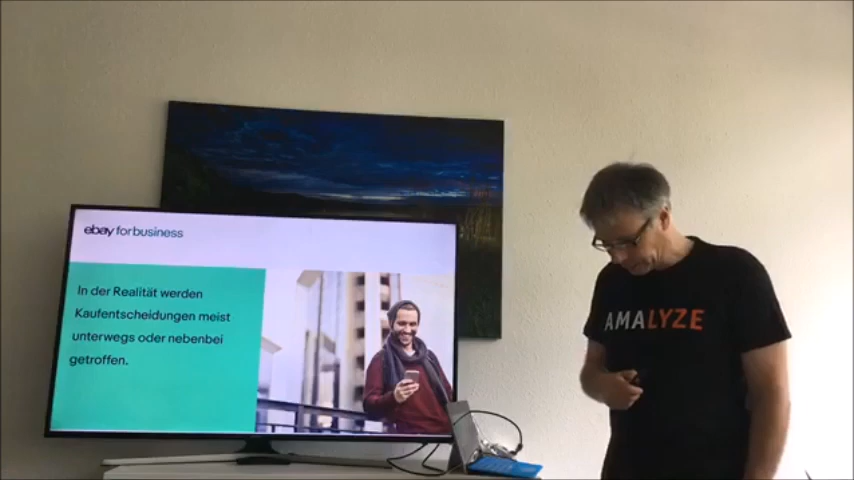 ebay for business
In der Realität werden
Kaufentscheidungen meist
unterwegs oder nebenbei
getroffen.
AMALYZE